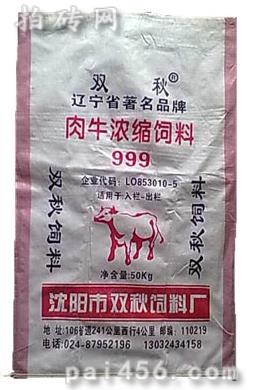 拍砖网
双秋®
辽宁省著名品牌
肉牛浓缩饲料
999
企业代码：LO853010-5
适用于入栏-出栏
双秋饲料
双秋饲料
净含量：50Kg
沈阳市双秋饲料厂
地 址：106省道241公里西行4公里 邮编：110219
电话：024-87952196 13032434158
pai456.com